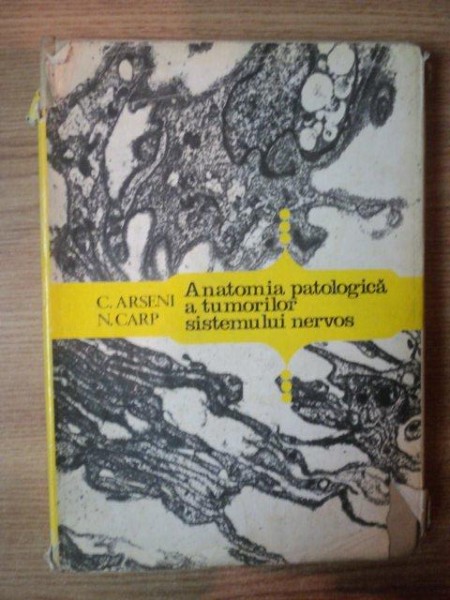 C. ARSENI
N. CARP
Anatomia patologică
a tumorilor
sistemului nervos